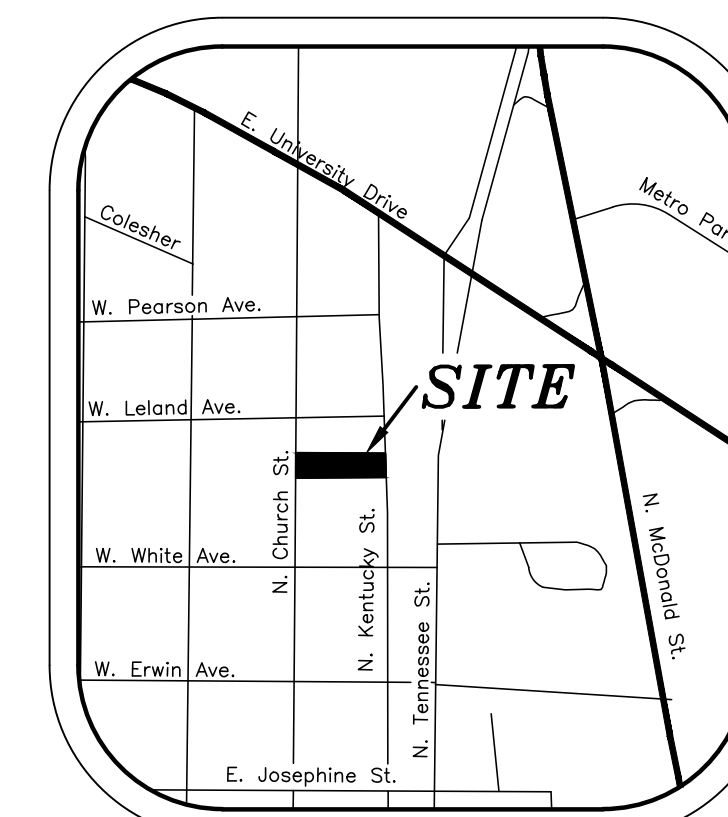 E. University Drive
Metro
Colesher
W. Pearson Ave.
SITE
W. Leland Ave.
N. Church St.
N. Kentucky St.
N. McDonald St.
W. White Ave.
N. Tennessee St.
W. Erwin Ave.
E. Josephine St.